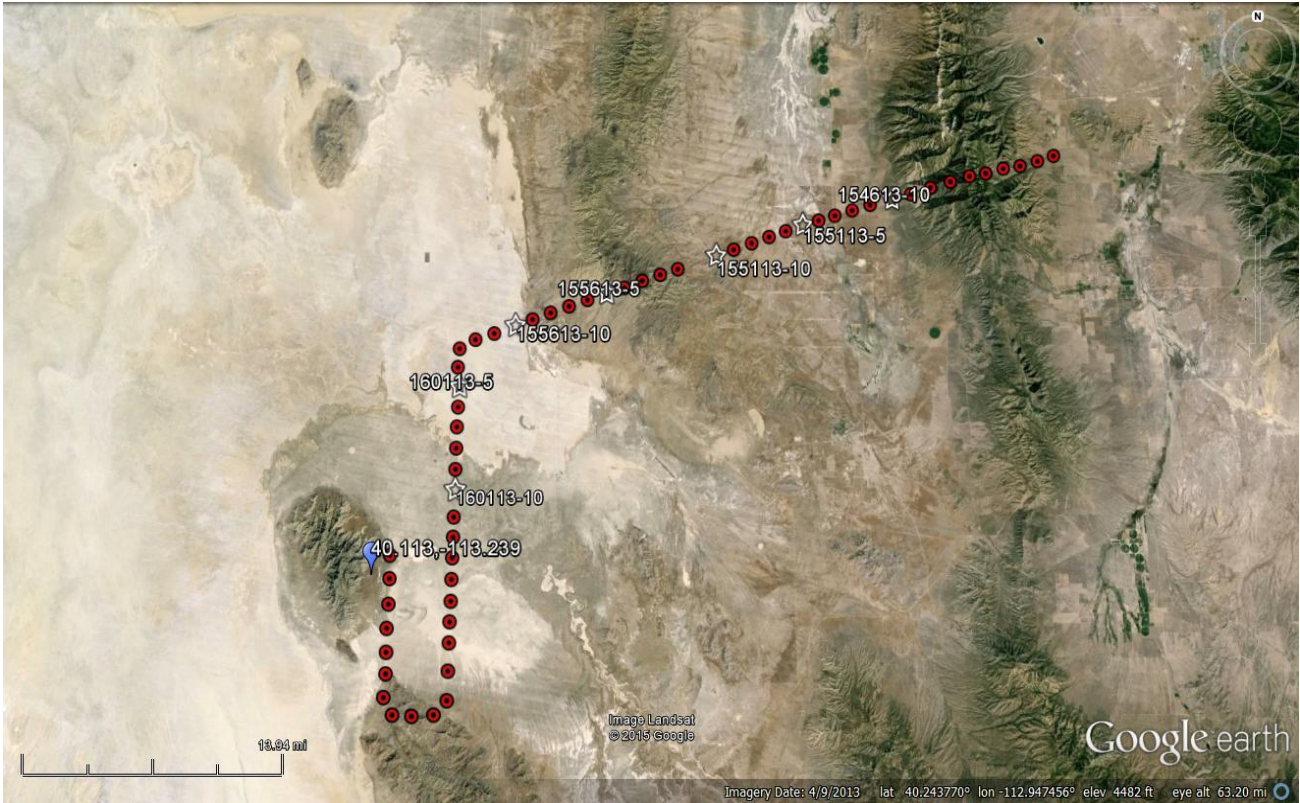 N
154613-10
155113-5
155113-10
155613-5
155613-10
160113-5
160113-10
40.113,-113.239
Image Landsat
© 2015 Google
13.94 mi
Google earth
Imagery Date: 4/9/2013 lat 40.243770° lon -112.947456° elev 4482 ft eye alt 63.20 mi